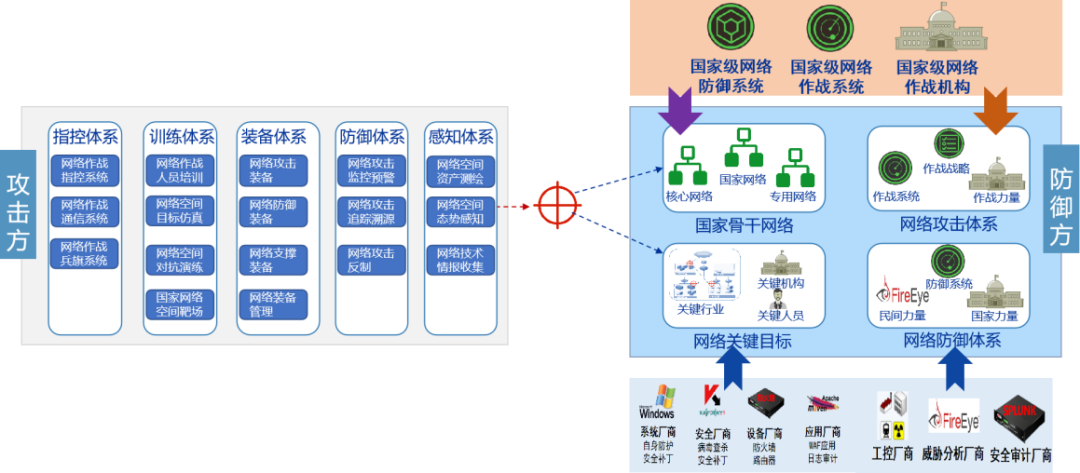 国家级网络
防御系统
国家级网络
作战系统
国家级网络
作战机构
攻击方
指控体系
网络作战
指控系统
网络作战
通信系统
网络作战
兵旗系统
训练体系
网络作战
人员培训
网络空间
目标仿真
网络空间
对抗演练
国家网络
空间靶场
装备体系
网络攻击
装备
网络防御
装备
网络支撑
装备
网络装备
管理
防御体系
网络攻击
监控预警
网络攻击
追踪溯源
网络攻击
反制
感知体系
网络空间
资产测绘
网络空间
态势感知
网络技术
情报收集
防御方
核心网络
国家网络
专用网络
国家骨干网络
作战系统
作战战略
作战力量
网络攻击体系
关键行业
关键机构
关键人员
网络关键目标
FireEye
民间力量
防御系统
国家力量
网络防御体系
Windows
系统厂商
自身防护
安全补丁
安全厂商
病毒查杀
安全补丁
设备厂商
防火墙
路由器
Apache
应用厂商
WAF应用
日志审计
工控厂商
FireEye
威胁分析厂商
SPLUNK
安全审计厂商